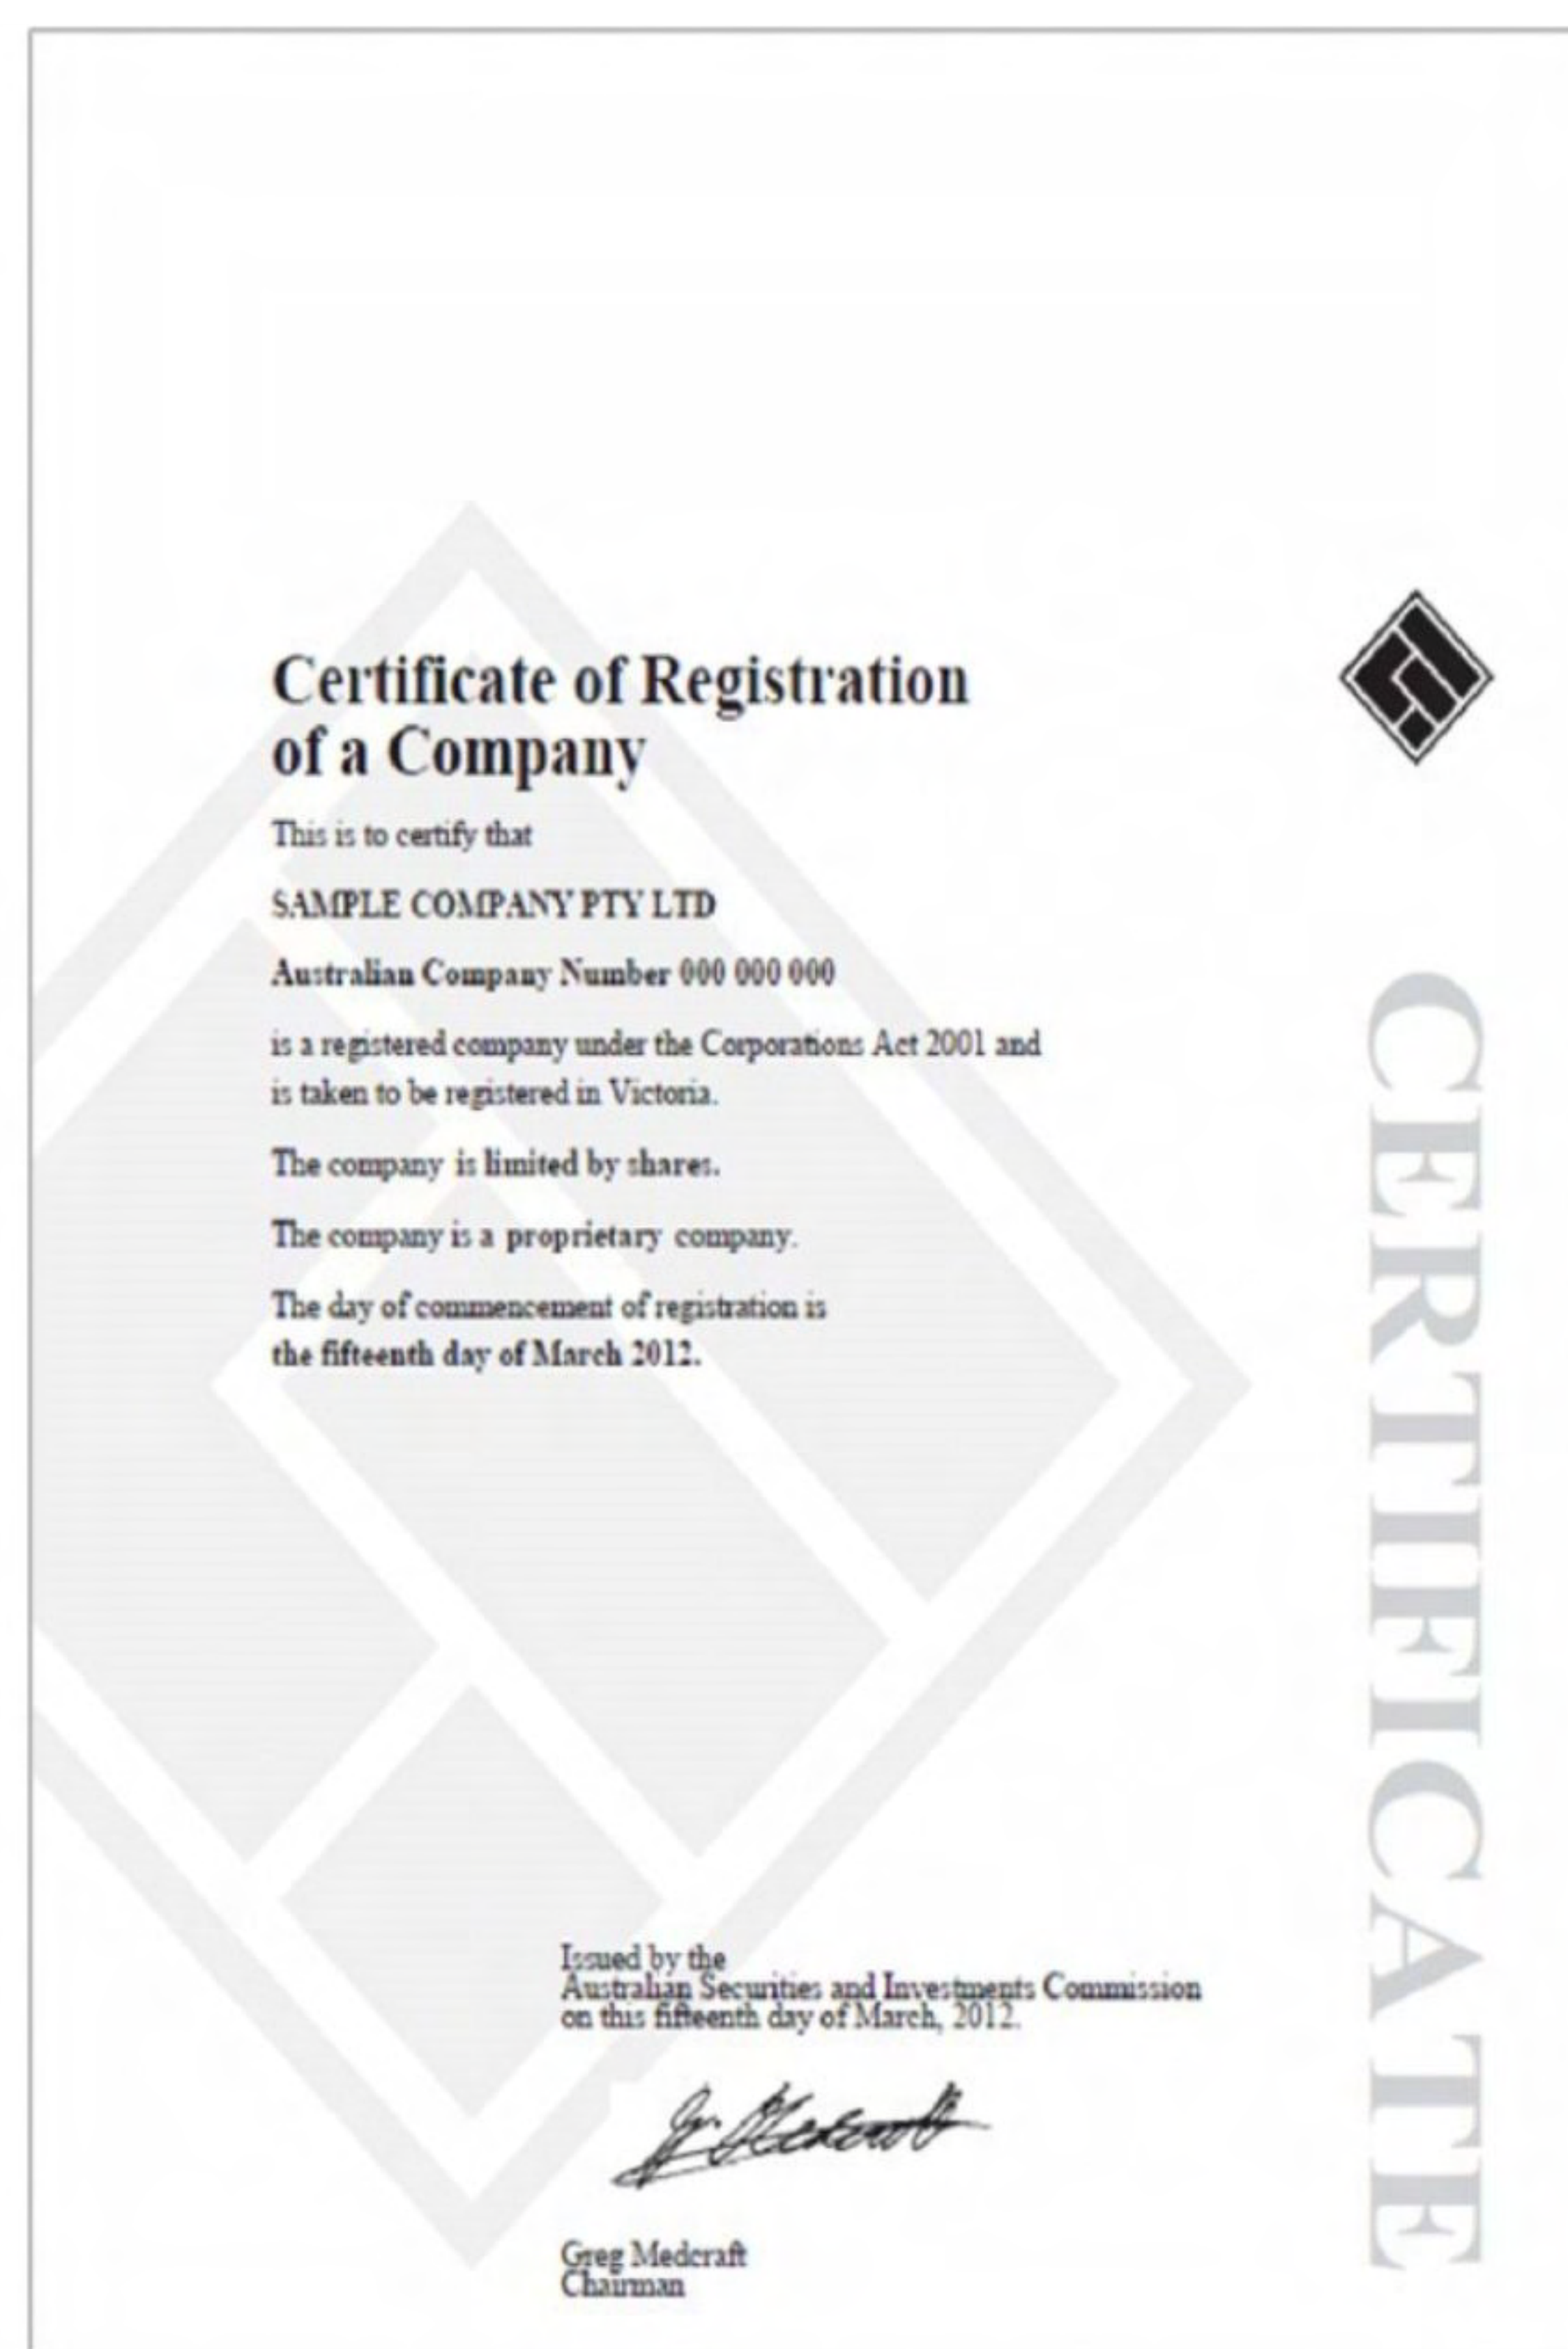 Certificate of Registration
of a Company
This is to certify that
SAMPLE COMPANY PTY LTD
Australian Company Number 000 000 000
is a registered company under the Corporations Act 2001 and
is taken to be registered in Victoria.
The company is limited by shares.
The company is a proprietary company.
The day of commencement of registration is
the fifteenth day of March 2012.
CERTIFICATE
Issued by the
Australian Securities and Investments Commission
on this fifteenth day of March, 2012.
G. Medcraft
Greg Medcraft
Chairman